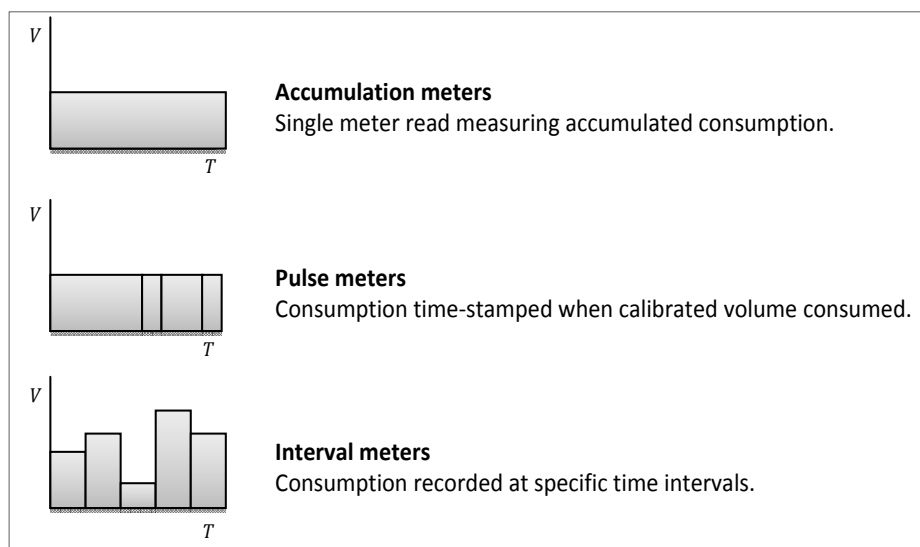 V
Accumulation meters
Single meter read measuring accumulated consumption.
T
V
Pulse meters
Consumption time-stamped when calibrated volume consumed.
T
V
Interval meters
Consumption recorded at specific time intervals.
T